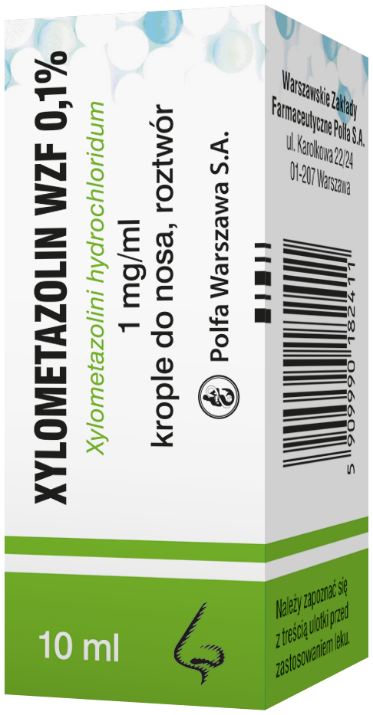 XYLOMETAZOLIN WZF 0,1%
Xylometazolini hydrochloridum
1 mg/ml
krople do nosa, roztwór
Polfa Warszawa S.A.
10 ml
Warszawskie Zakłady
Farmaceutyczne Polfa S.A.
ul. Karolkowa 22/24
01-207 Warszawa
5 909990 182411
Należy zapoznać się
z treścią ulotki przed
zastosowaniem leku.